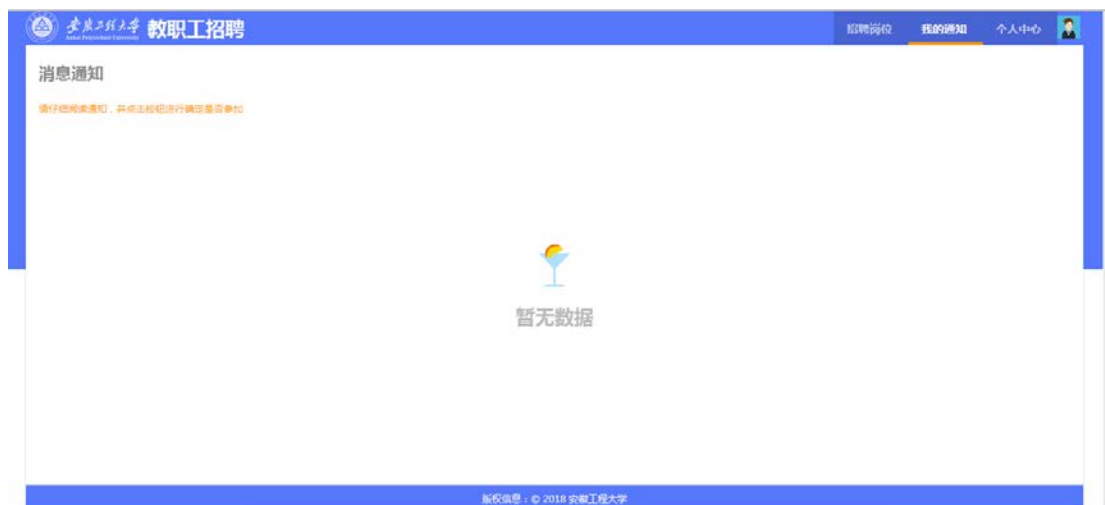 安徽工程大学 教职工招聘
Anhui Polytechnic University
招聘岗位 我的通知 个人中心
消息通知
请仔细阅读通知，并点击按钮进行确定是否参加
暂无数据
版权信息：© 2018 安徽工程大学